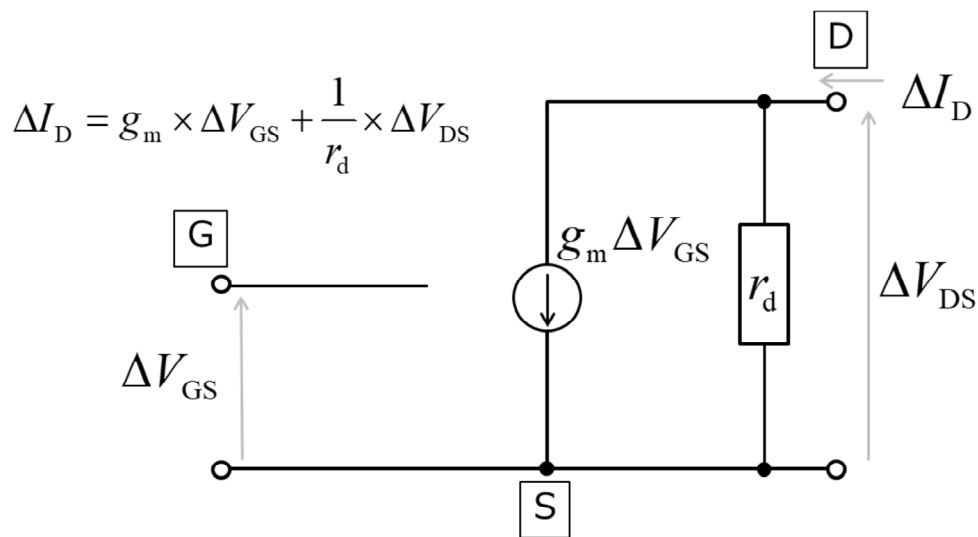 D
ΔI_D = g_m × ΔV_GS + 1/r_d × ΔV_DS
ΔI_D
G
g_m ΔV_GS
r_d
ΔV_DS
ΔV_GS
S